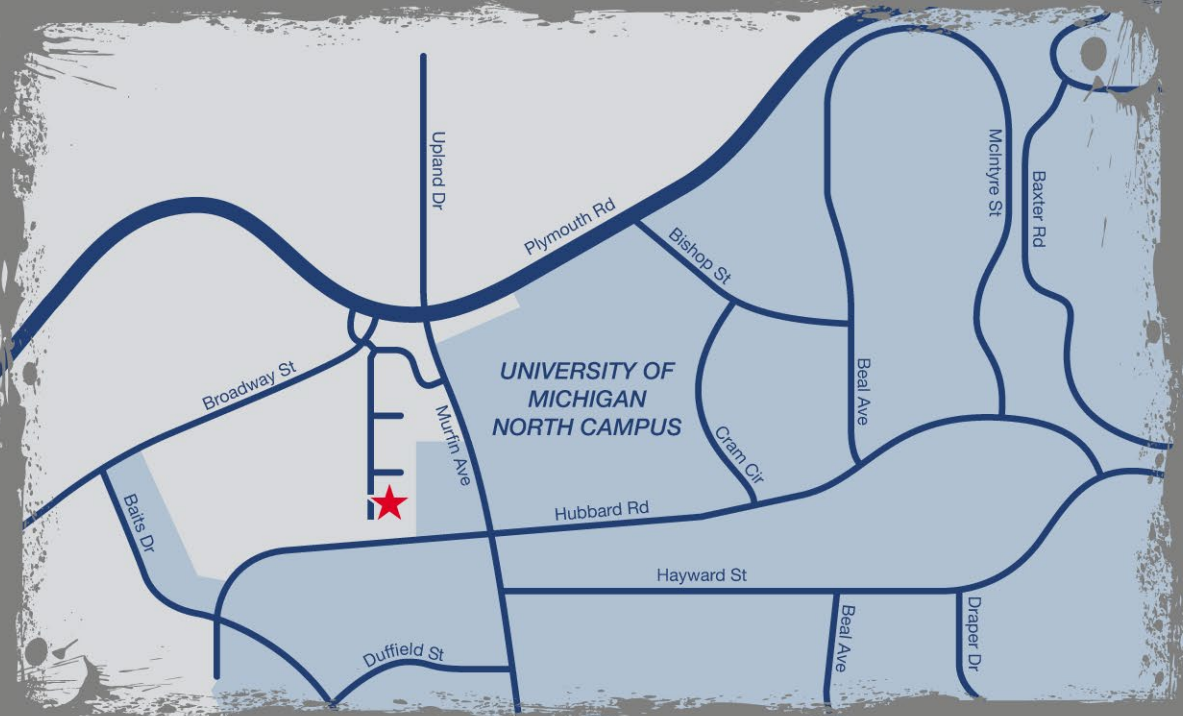 Upland Dr
Plymouth Rd
McIntyre St
Baxter Rd
Bishop St
Broadway St
UNIVERSITY OF
MICHIGAN
NORTH CAMPUS
Beal Ave
Murfin Ave
Cram Cir
Baits Dr
Hubbard Rd
Hayward St
Duffield St
Beal Ave
Draper Dr